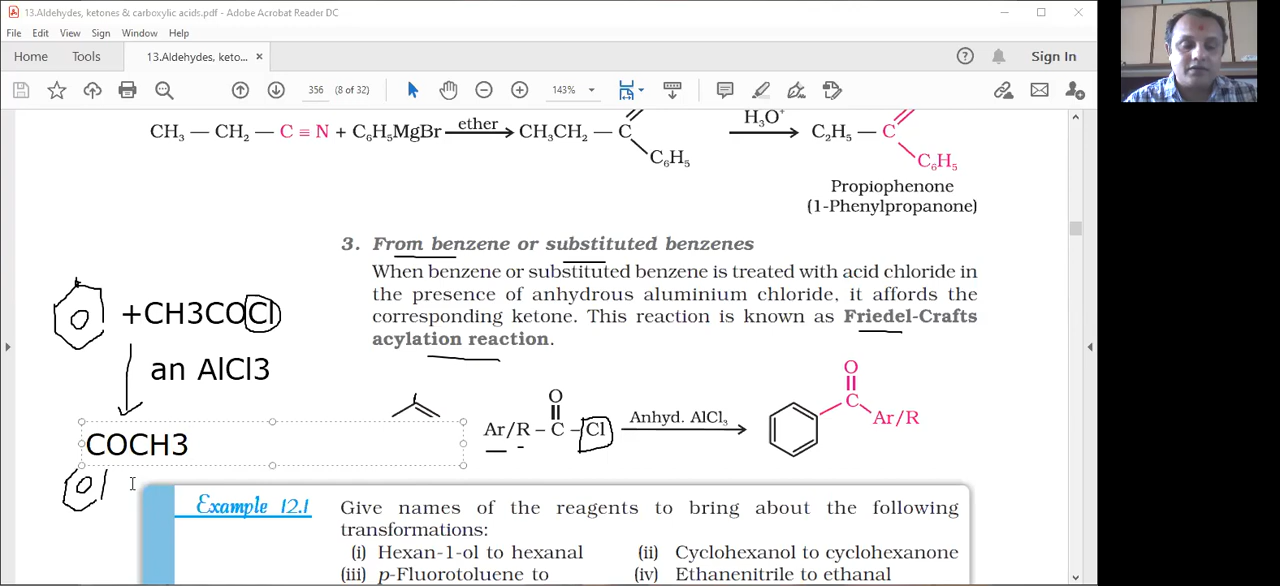 13.Aldehydes, ketones & carboxylic acids.pdf - Adobe Acrobat Reader DC
File Edit View Sign Window Help
Home Tools 13.Aldehydes, keto... × Sign In
356 (8 of 32) 143%
CH₃ — CH₂ — C ≡ N + C₆H₅MgBr ether CH₃CH₂ — C H₃O⁺ C₂H₅ — C
C₆H₅ C₆H₅
Propiophenone
(1-Phenylpropanone)
3. From benzene or substituted benzenes
When benzene or substituted benzene is treated with acid chloride in
the presence of anhydrous aluminium chloride, it affords the
corresponding ketone. This reaction is known as Friedel-Crafts
acylation reaction.
+CH3COCl
an AlCl3
COCH3
O
Ar/R – C – Cl Anhyd. AlCl₃
O
C
Ar/R
Example 12.1 Give names of the reagents to bring about the following
transformations:
(i) Hexan-1-ol to hexanal (ii) Cyclohexanol to cyclohexanone
(iii) p-Fluorotoluene to (iv) Ethanenitrile to ethanal